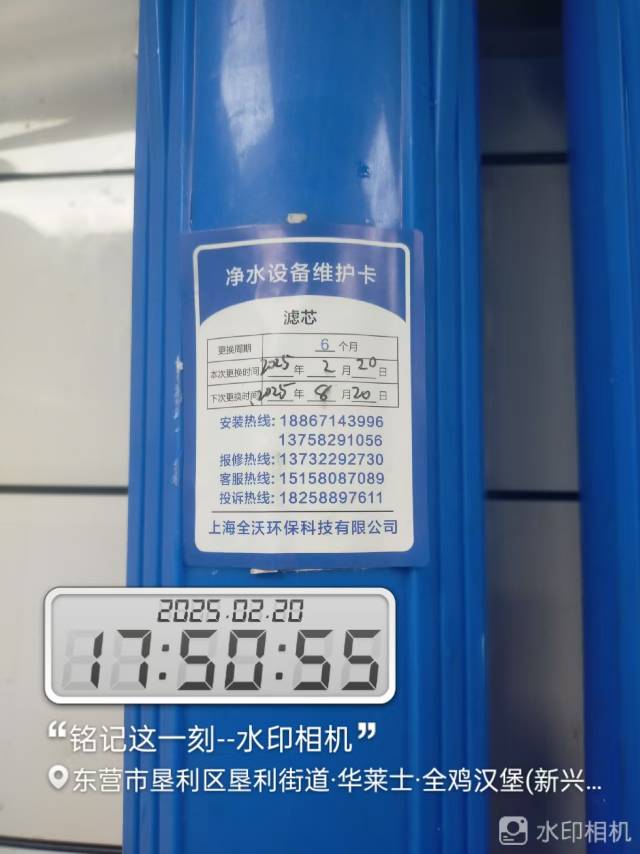 净水设备维护卡
滤芯
更换周期 6 个月
本次更换时间 2025 年 2 月 20 日
下次更换时间 2025 年 8 月 20 日
安装热线: 18867143996
13758291056
报修热线: 13732292730
客服热线: 15158087089
投诉热线: 18258897611
上海全沃环保科技有限公司
2025.02.20
17:50:55
“铭记这一刻--水印相机”
东营市垦利区垦利街道·华莱士·全鸡汉堡(新兴...
水印相机